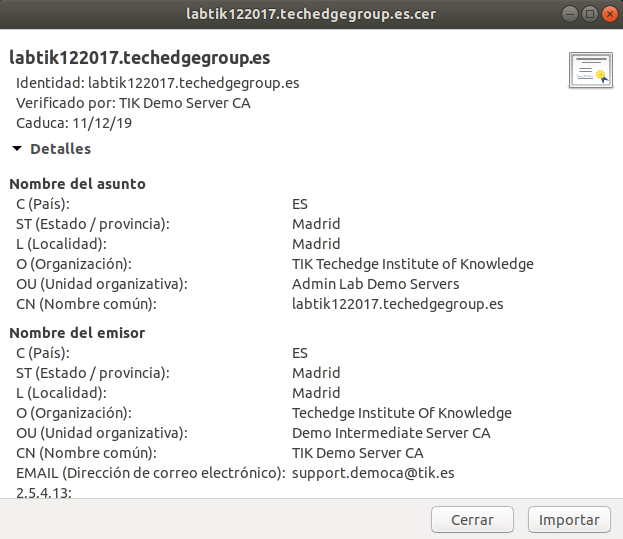 labtik122017.techedgegroup.es.cer
labtik122017.techedgegroup.es
Identidad: labtik122017.techedgegroup.es
Verificado por: TIK Demo Server CA
Caduca: 11/12/19
Detalles
Nombre del asunto
C (País): ES
ST (Estado / provincia): Madrid
L (Localidad): Madrid
O (Organización): TIK Techedge Institute of Knowledge
OU (Unidad organizativa): Admin Lab Demo Servers
CN (Nombre común): labtik122017.techedgegroup.es
Nombre del emisor
C (País): ES
ST (Estado / provincia): Madrid
L (Localidad): Madrid
O (Organización): Techedge Institute Of Knowledge
OU (Unidad organizativa): Demo Intermediate Server CA
CN (Nombre común): TIK Demo Server CA
EMAIL (Dirección de correo electrónico): support.democa@tik.es
2.5.4.13:
Cerrar Importar